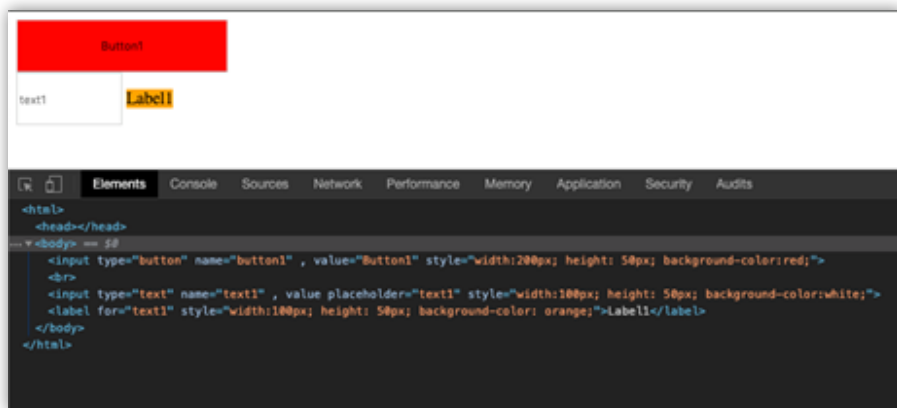 Button1
text1 Label1
Elements Console Sources Network Performance Memory Application Security Audits
<html>
<head></head>
... ▼<body> == $0
<input type="button" name="button1" , value="Button1" style="width:200px; height: 50px; background-color:red;">
<br>
<input type="text" name="text1" , value placeholder="text1" style="width:100px; height: 50px; background-color:white;">
<label for="text1" style="width:100px; height: 50px; background-color: orange;">Label1</label>
</body>
</html>